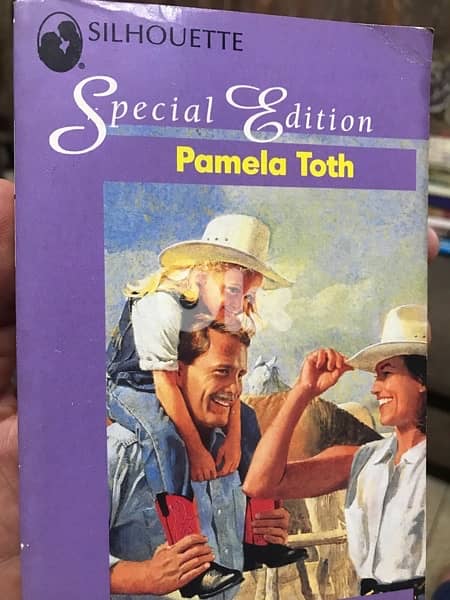 SILHOUETTE
®
Special Edition
Pamela Toth